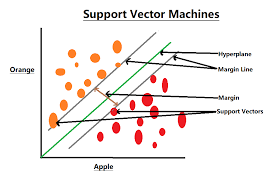 Support Vector Machines
Hyperplane
Orange
Margin Line
Margin
Support Vectors
Apple